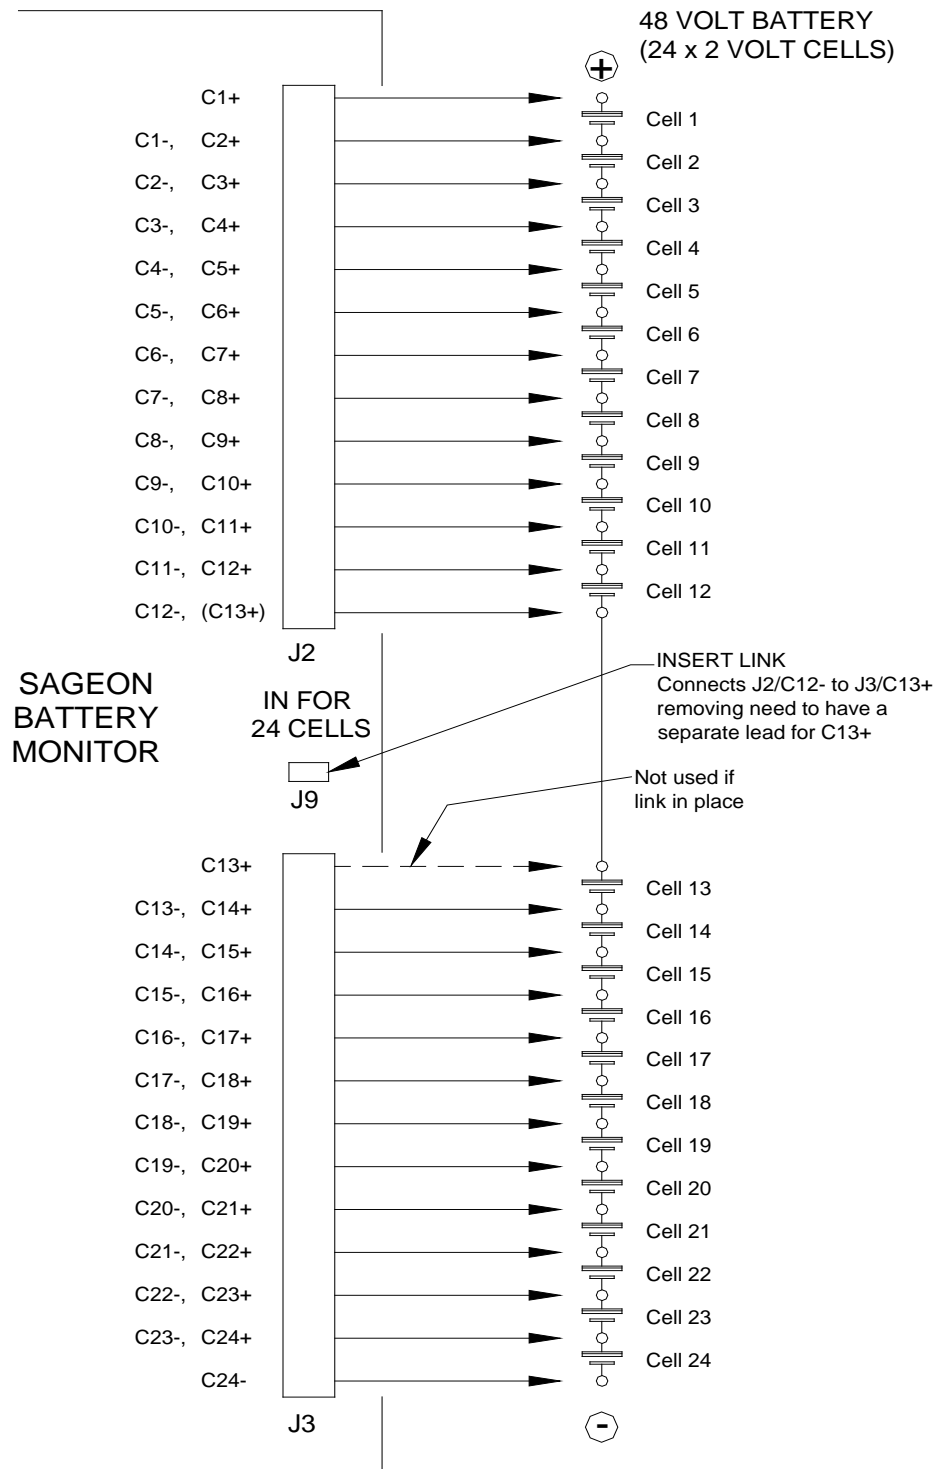 48 VOLT BATTERY
(24 x 2 VOLT CELLS)
+
C1+
Cell 1
C1-, C2+
Cell 2
C2-, C3+
Cell 3
C3-, C4+
Cell 4
C4-, C5+
Cell 5
C5-, C6+
Cell 6
C6-, C7+
Cell 7
C7-, C8+
Cell 8
C8-, C9+
Cell 9
C9-, C10+
Cell 10
C10-, C11+
Cell 11
C11-, C12+
Cell 12
C12-, (C13+)
J2
SAGEON
BATTERY
MONITOR
IN FOR
24 CELLS
J9
INSERT LINK
Connects J2/C12- to J3/C13+
removing need to have a
separate lead for C13+
Not used if
link in place
C13+
Cell 13
C13-, C14+
Cell 14
C14-, C15+
Cell 15
C15-, C16+
Cell 16
C16-, C17+
Cell 17
C17-, C18+
Cell 18
C18-, C19+
Cell 19
C19-, C20+
Cell 20
C20-, C21+
Cell 21
C21-, C22+
Cell 22
C22-, C23+
Cell 23
C23-, C24+
Cell 24
C24-
J3
-